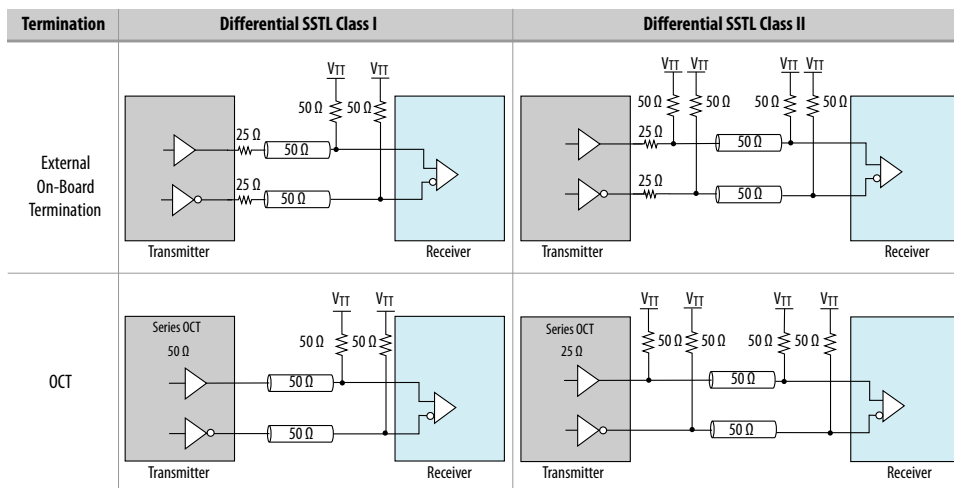 Termination
Differential SSTL Class I
Differential SSTL Class II
External
On-Board
Termination
VTT
VTT
50 Ω
50 Ω
25 Ω
50 Ω
25 Ω
50 Ω
Transmitter
Receiver
VTT
VTT
VTT
VTT
50 Ω
50 Ω
50 Ω
50 Ω
25 Ω
50 Ω
25 Ω
50 Ω
Transmitter
Receiver
OCT
VTT
VTT
Series OCT
50 Ω
50 Ω
50 Ω
50 Ω
50 Ω
Transmitter
Receiver
VTT
VTT
VTT
VTT
Series OCT
25 Ω
50 Ω
50 Ω
50 Ω
50 Ω
50 Ω
50 Ω
Transmitter
Receiver